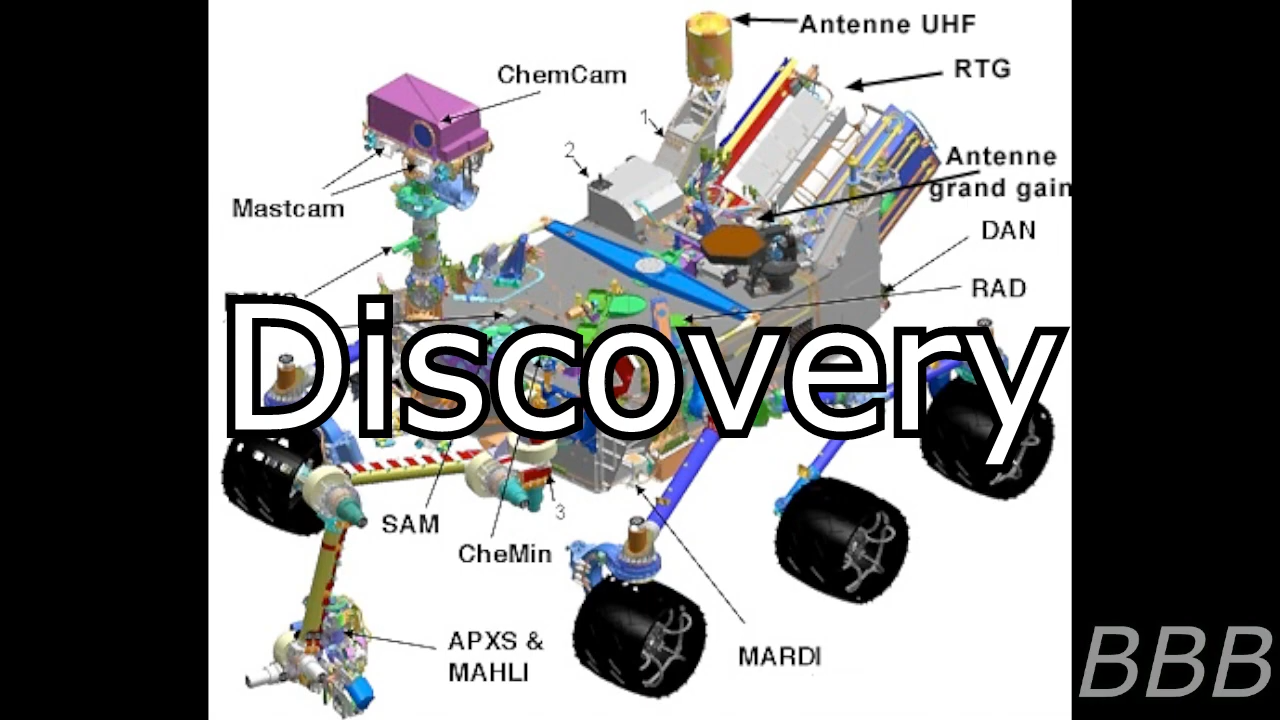 Antenne UHF
ChemCam
RTG
1
2
Antenne
grand gain
Mastcam
DAN
RAD
Discovery
SAM
3
CheMin
APXS &
MAHLI
MARDI
BBB